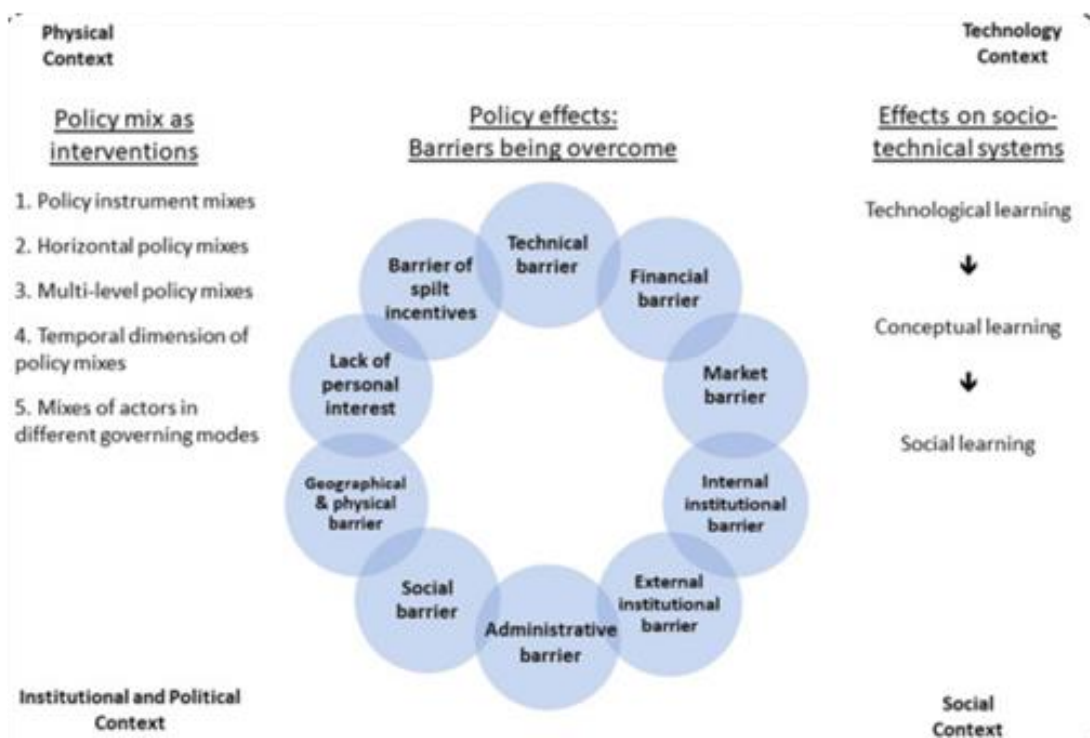 Physical
Context
Technology
Context
Policy mix as
interventions
1. Policy instrument mixes
2. Horizontal policy mixes
3. Multi-level policy mixes
4. Temporal dimension of
policy mixes
5. Mixes of actors in
different governing modes
Policy effects:
Barriers being overcome
Technical
barrier
Financial
barrier
Market
barrier
Internal
institutional
barrier
External
institutional
barrier
Administrative
barrier
Social
barrier
Geographical
& physical
barrier
Lack of
personal
interest
Barrier of
spilt
incentives
Effects on socio-
technical systems
Technological learning
Conceptual learning
Social learning
Institutional and Political
Context
Social
Context